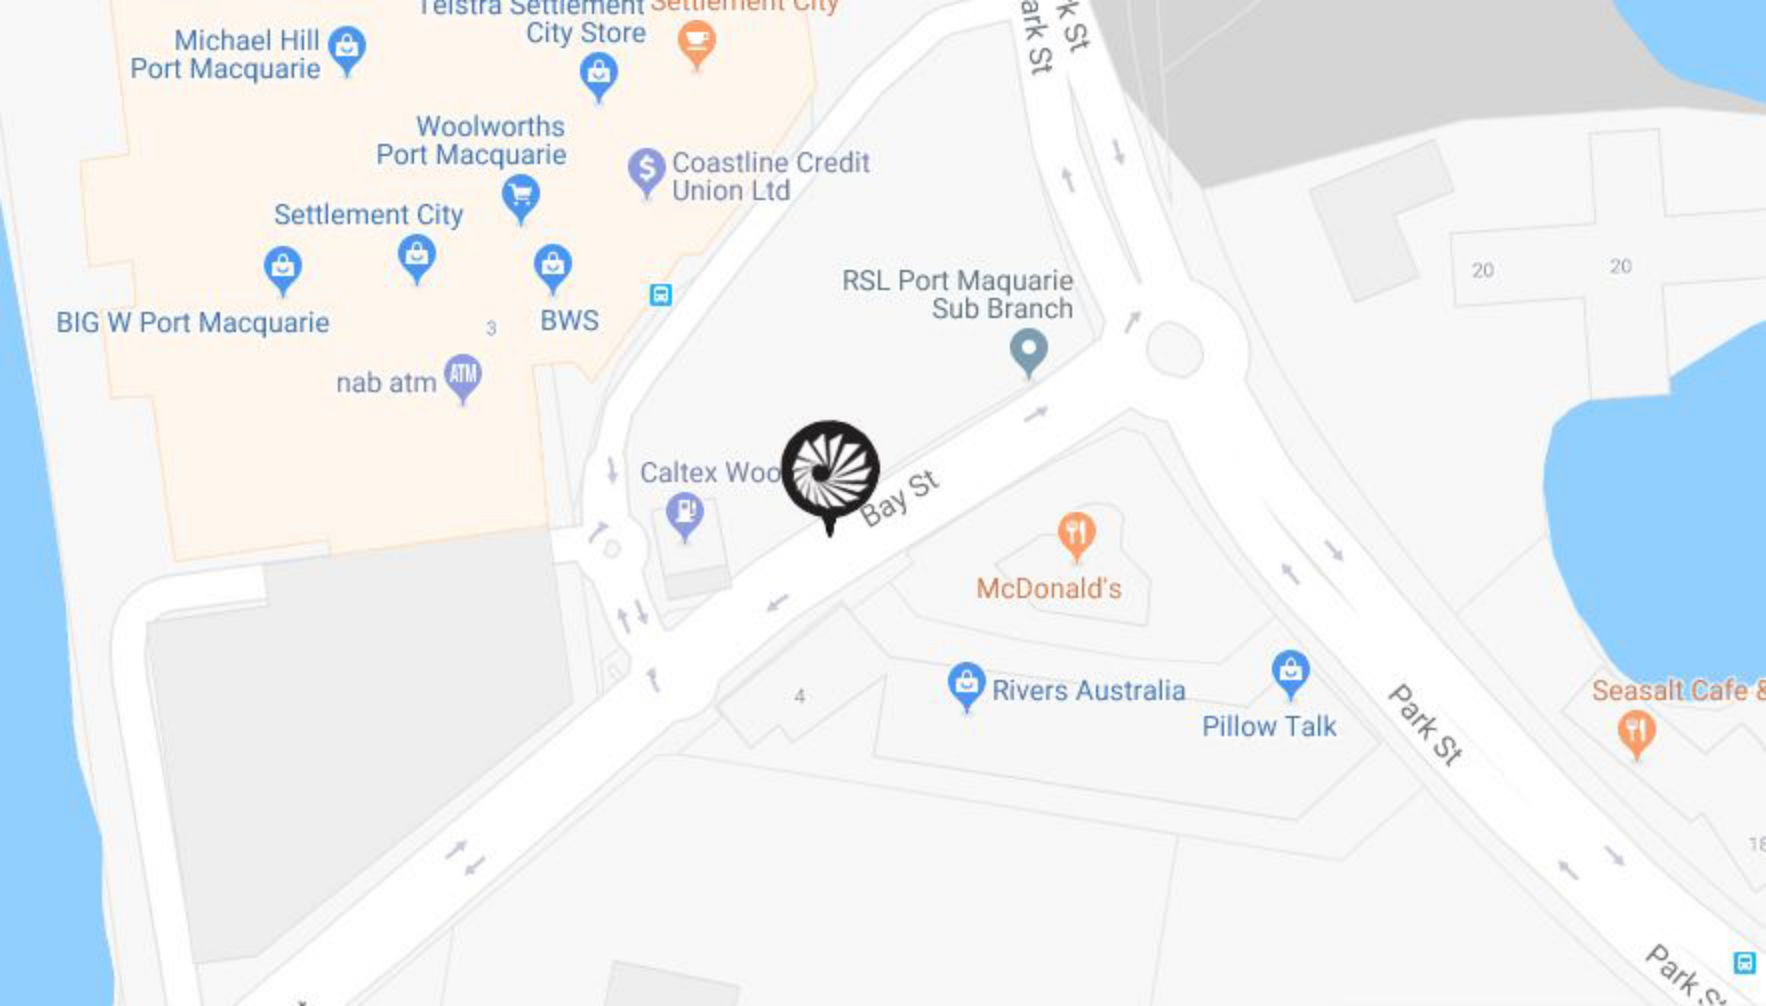 Telstra Settlement
City Store
Settlement City
Michael Hill
Port Macquarie
Park St
k St
Woolworths
Port Macquarie
Coastline Credit
Union Ltd
Settlement City
BIG W Port Macquarie
3
BWS
nab atm
ATM
RSL Port Maquarie
Sub Branch
20
20
Caltex Woo
Bay St
McDonald's
4
Rivers Australia
Pillow Talk
Park St
Seasalt Cafe &
18
Park St